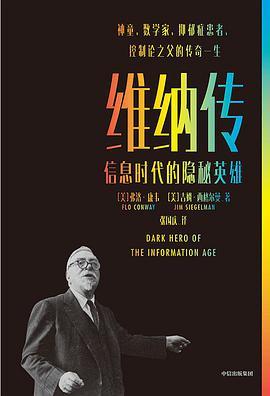 神童、数学家、抑郁症患者，
控制论之父的传奇一生
维纳传
信息时代的隐秘英雄
[美]弗洛·康韦 [美]吉姆·西格尔曼 著
FLO CONWAY JIM SIEGELMAN
张国庆 译
DARK HERO OF
THE INFORMATION AGE
中信出版集团